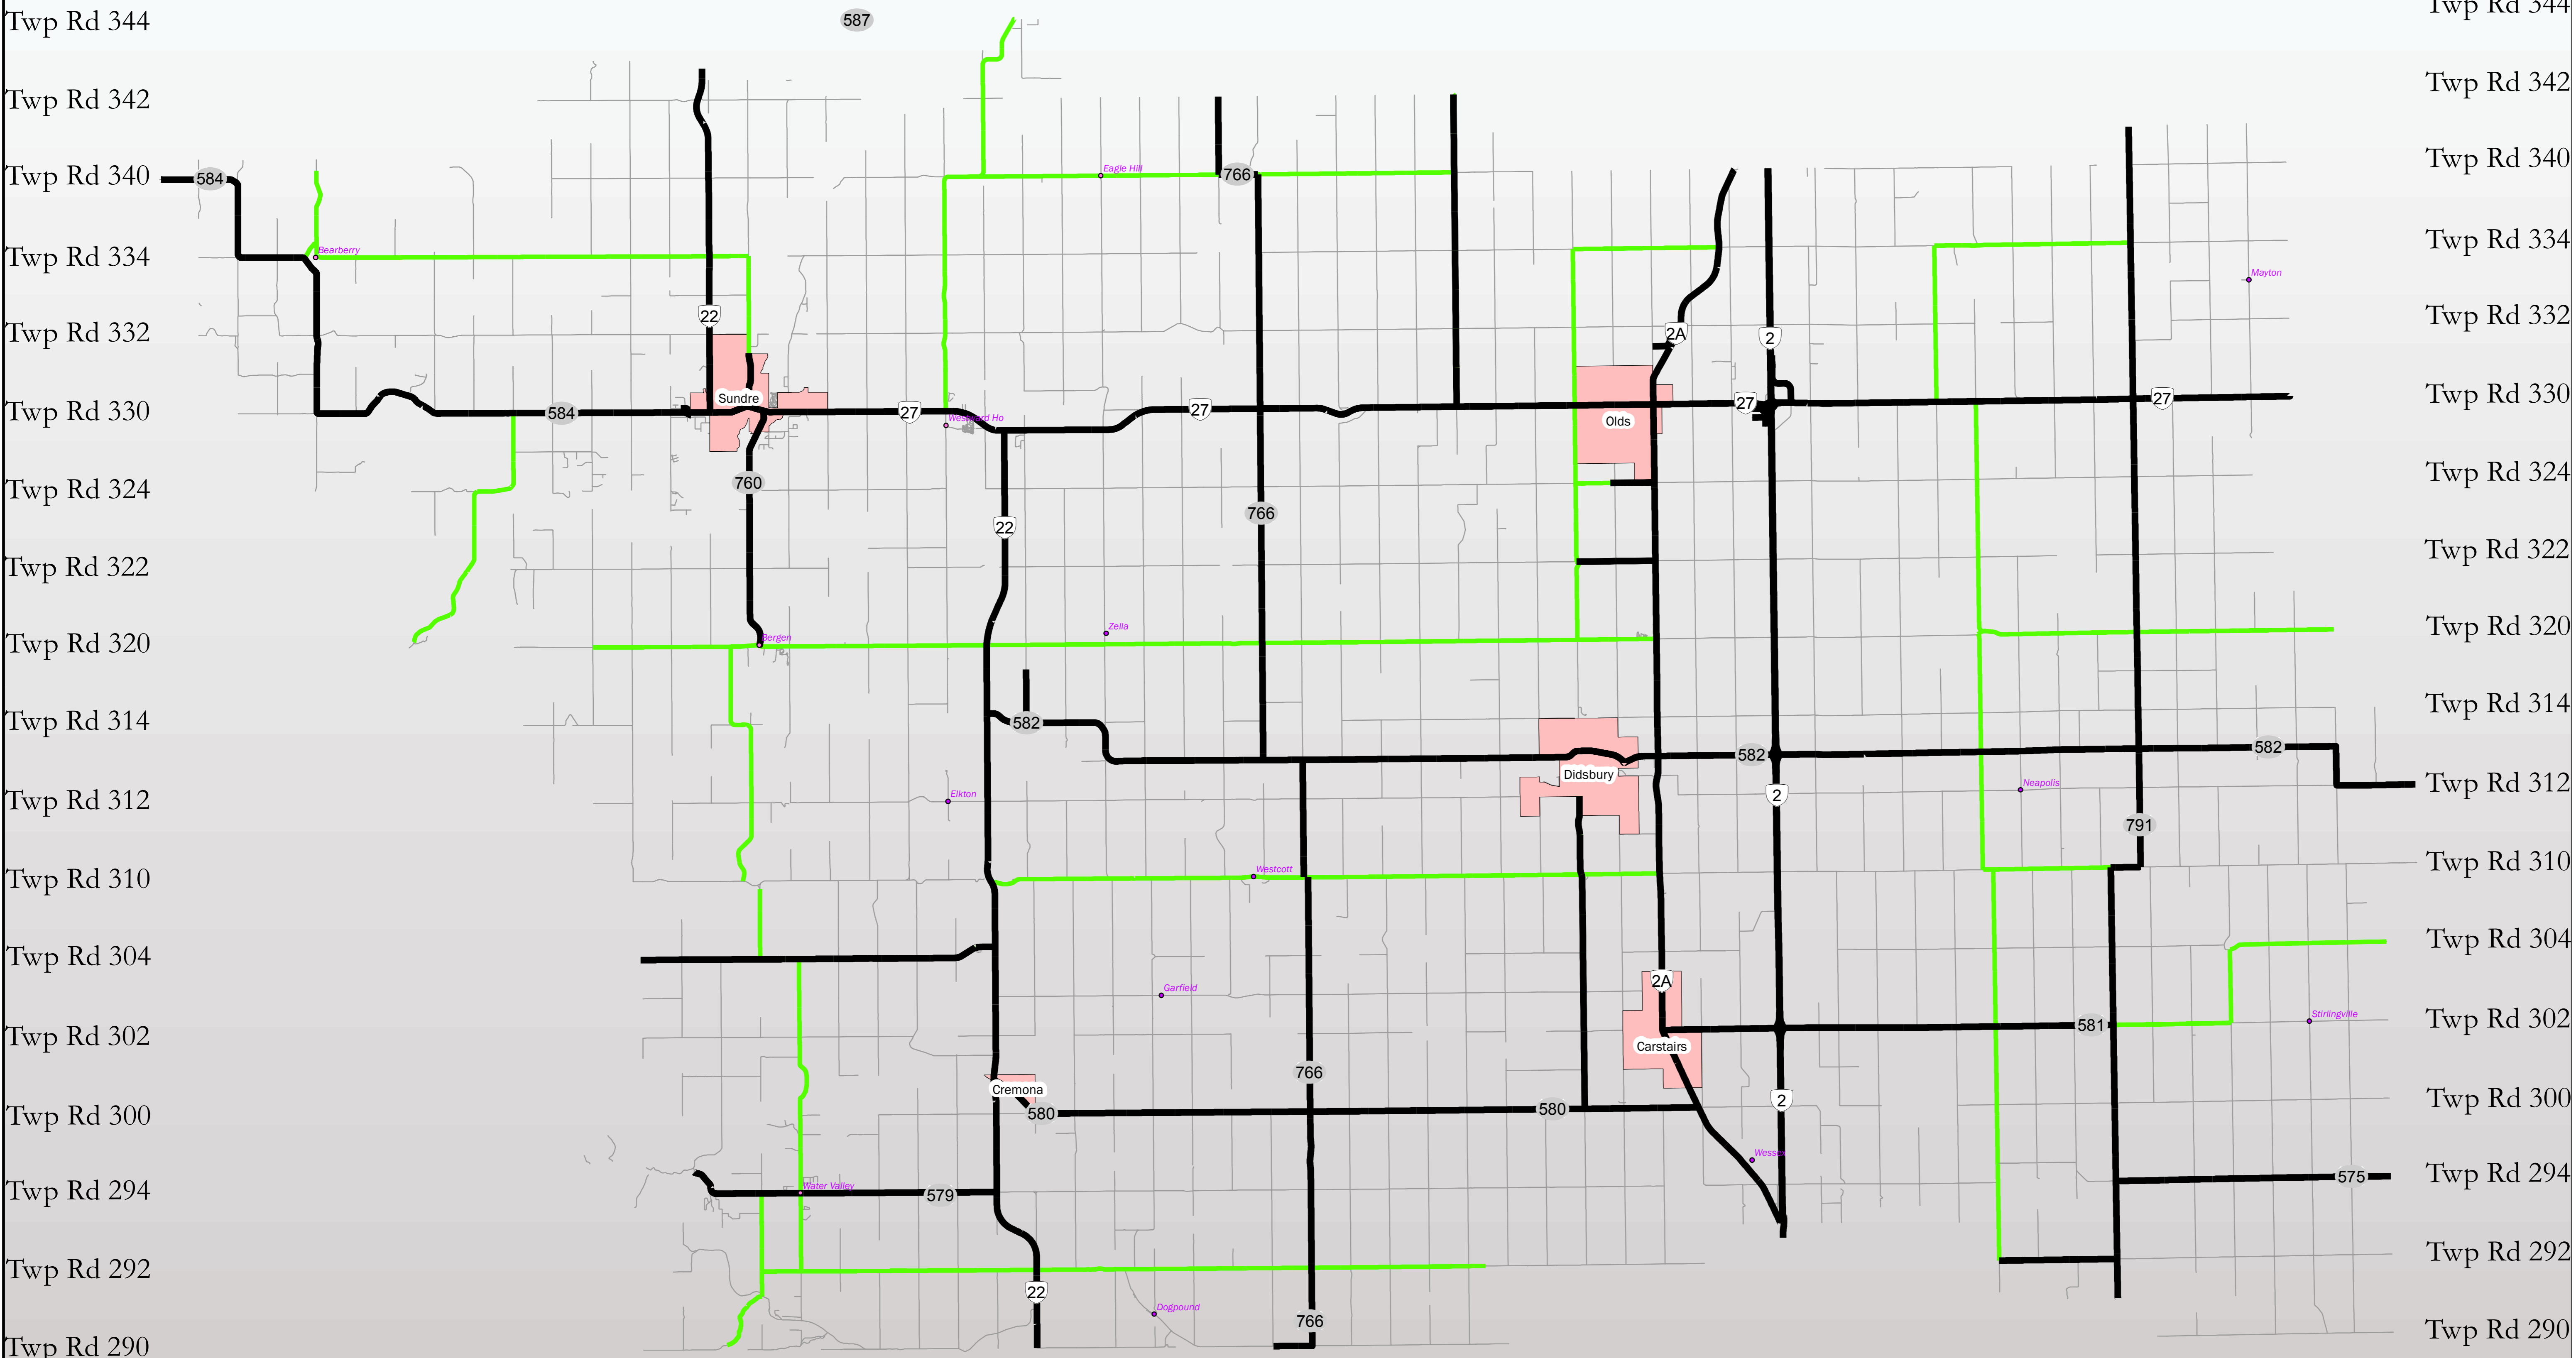 Twp Rd 344
587
Twp Rd 344
Twp Rd 342
Twp Rd 342
Twp Rd 340
584
Eagle Hill
766
Twp Rd 340
Twp Rd 334
Bearberry
Twp Rd 334
Mayton
Twp Rd 332
22
2A
2
Twp Rd 332
Twp Rd 330
584
Sundre
27
27
27
27
Twp Rd 330
Westward Ho
Olds
Twp Rd 324
760
766
22
Twp Rd 324
Twp Rd 322
Twp Rd 322
Twp Rd 320
Bergen
Zella
Twp Rd 320
Twp Rd 314
582
Twp Rd 314
582
582
Didsbury
Twp Rd 312
Elkton
2
Neapolis
Twp Rd 312
791
Twp Rd 310
Westcott
Twp Rd 310
Twp Rd 304
Twp Rd 304
Garfield
2A
Twp Rd 302
581
Stirlingville
Twp Rd 302
Carstairs
766
Cremona
Twp Rd 300
580
580
2
Twp Rd 300
Wessex
Twp Rd 294
Water Valley
579
575
Twp Rd 294
Twp Rd 292
Twp Rd 292
22
Dogpound
766
Twp Rd 290
Twp Rd 290